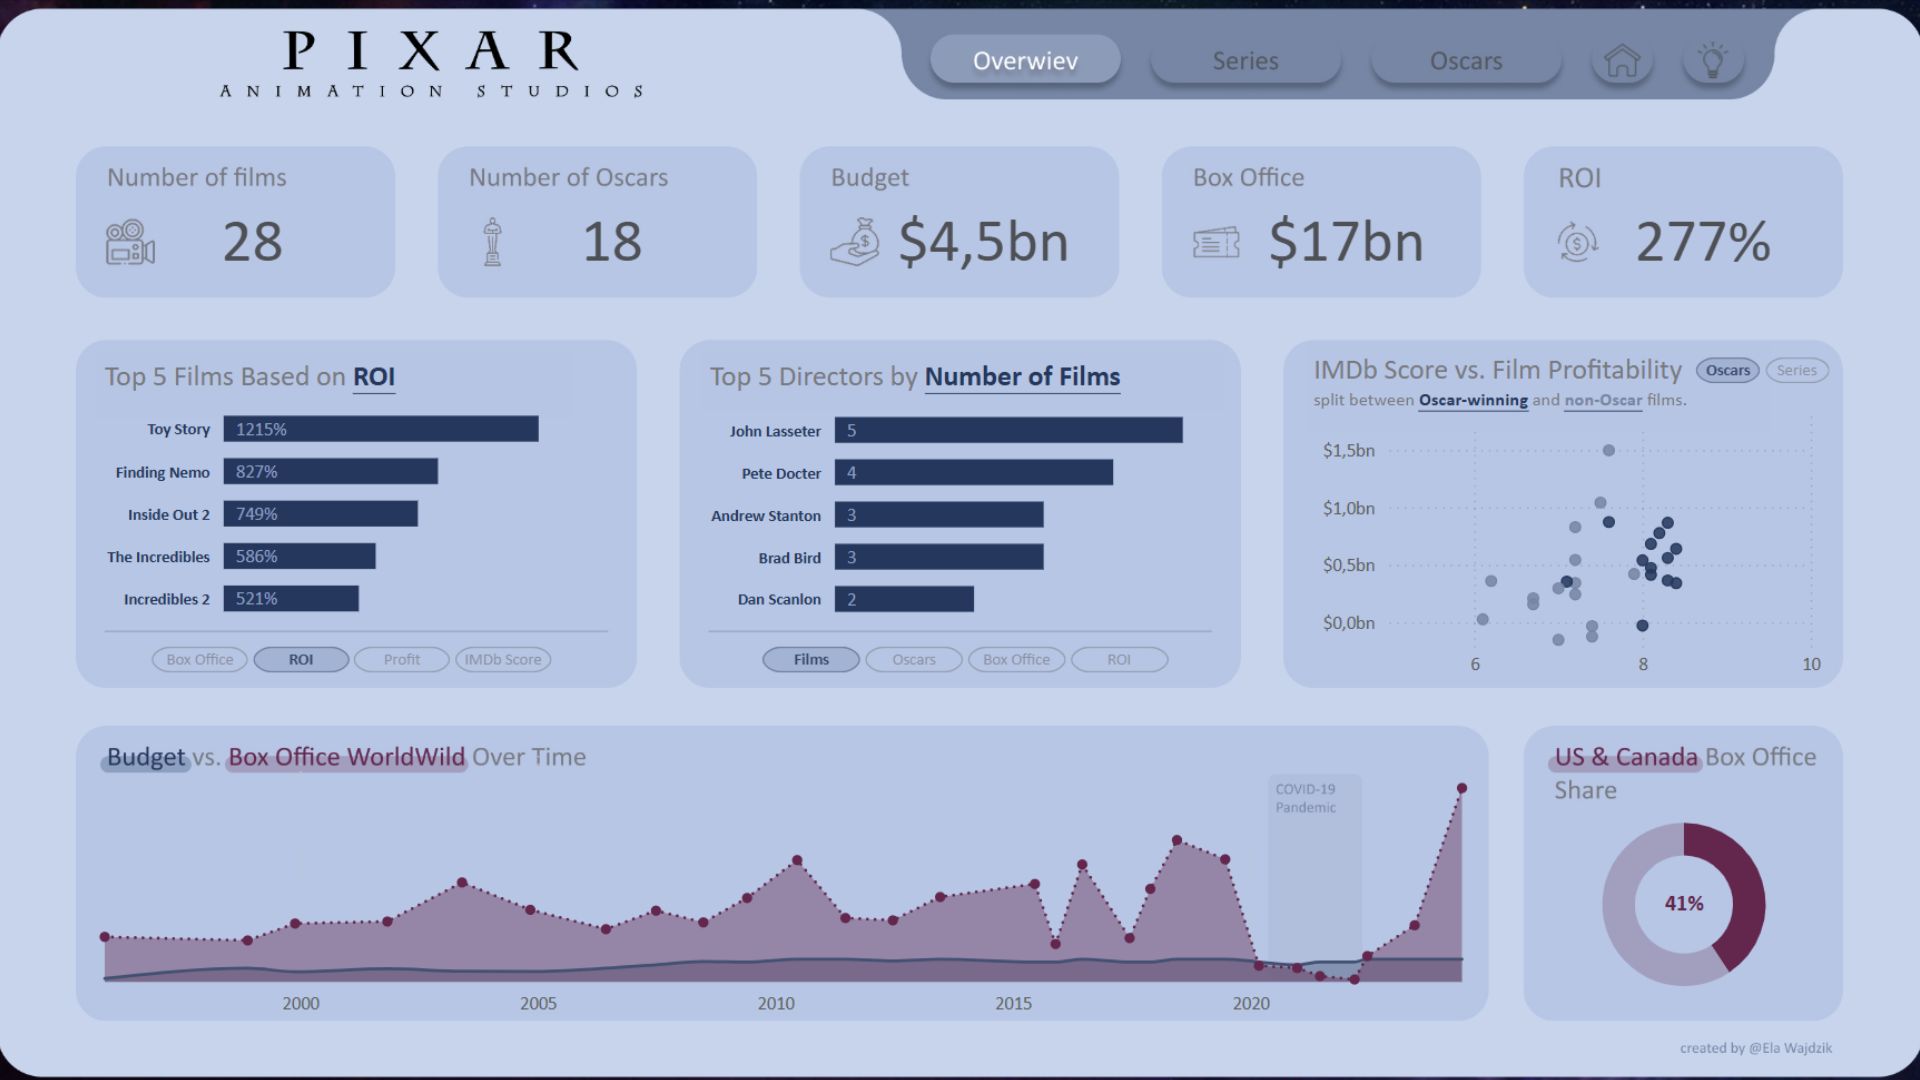 PIXAR
ANIMATION STUDIOS
Overwiev
Series
Oscars
Number of films
28
Number of Oscars
18
Budget
$4,5bn
Box Office
$17bn
ROI
277%
Top 5 Films Based on ROI
Toy Story 1215%
Finding Nemo 827%
Inside Out 2 749%
The Incredibles 586%
Incredibles 2 521%
Box Office ROI Profit IMDb Score
Top 5 Directors by Number of Films
John Lasseter 5
Pete Docter 4
Andrew Stanton 3
Brad Bird 3
Dan Scanlon 2
Films Oscars Box Office ROI
IMDb Score vs. Film Profitability
Oscars Series
split between Oscar-winning and non-Oscar films.
$1,5bn
$1,0bn
$0,5bn
$0,0bn
6 8 10
Budget vs. Box Office WorldWild Over Time
COVID-19
Pandemic
2000 2005 2010 2015 2020
US & Canada Box Office
Share
41%
created by @Ela Wajdzik